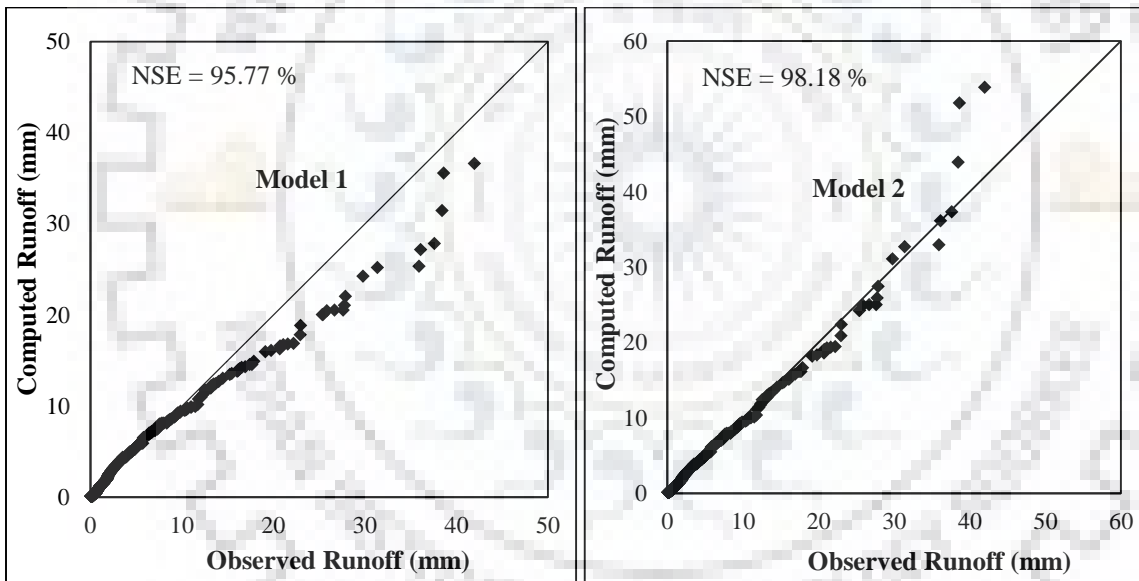 50
NSE = 95.77 %
40
Model 1
30
20
10
0
0 10 20 30 40 50
Computed Runoff (mm)
Observed Runoff (mm)
60
NSE = 98.18 %
50
Model 2
40
30
20
10
0
0 10 20 30 40 50 60
Computed Runoff (mm)
Observed Runoff (mm)